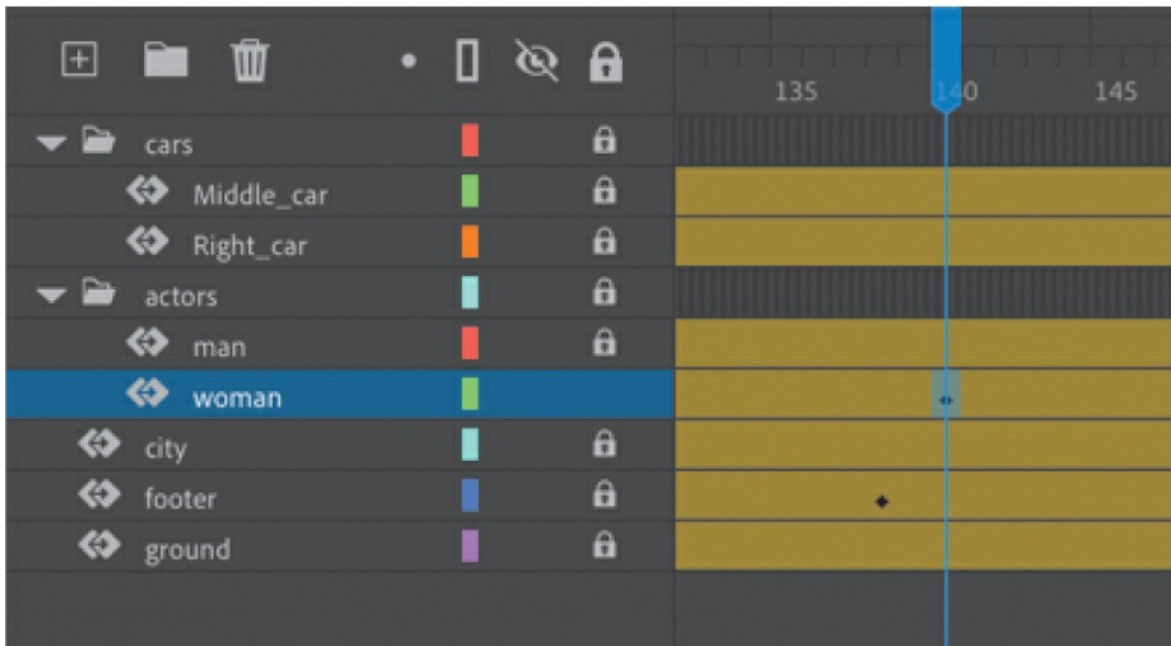 135 140 145
cars
Middle_car
Right_car
actors
man
woman
city
footer
ground